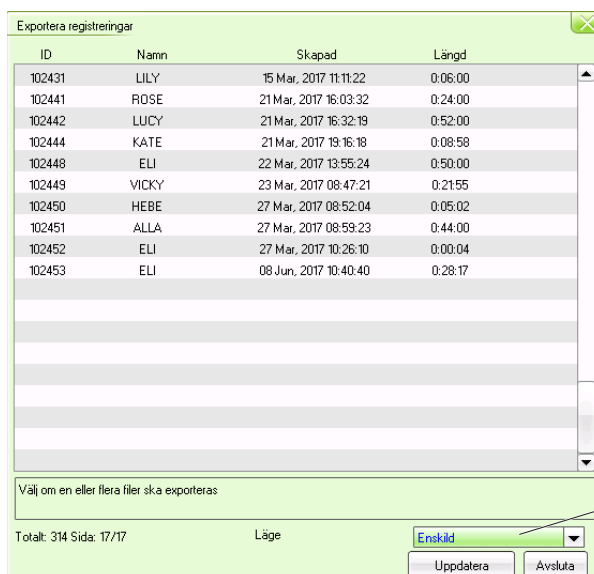 Exportera registreringar
ID Namn Skapad Längd
102431 LILY 15 Mar, 2017 11:11:22 0:06:00
102441 ROSE 21 Mar, 2017 16:03:32 0:24:00
102442 LUCY 21 Mar, 2017 16:32:19 0:52:00
102444 KATE 21 Mar, 2017 19:16:18 0:08:58
102448 ELI 22 Mar, 2017 13:55:24 0:50:00
102449 VICKY 23 Mar, 2017 08:47:21 0:21:55
102450 HEBE 27 Mar, 2017 08:52:04 0:05:02
102451 ALLA 27 Mar, 2017 08:59:23 0:44:00
102452 ELI 27 Mar, 2017 10:26:10 0:00:04
102453 ELI 08 Jun, 2017 10:40:40 0:28:17
Välj om en eller flera filer ska exporteras
Totalt: 314 Sida: 17/17 Läge Enskild
Uppdatera Avsluta